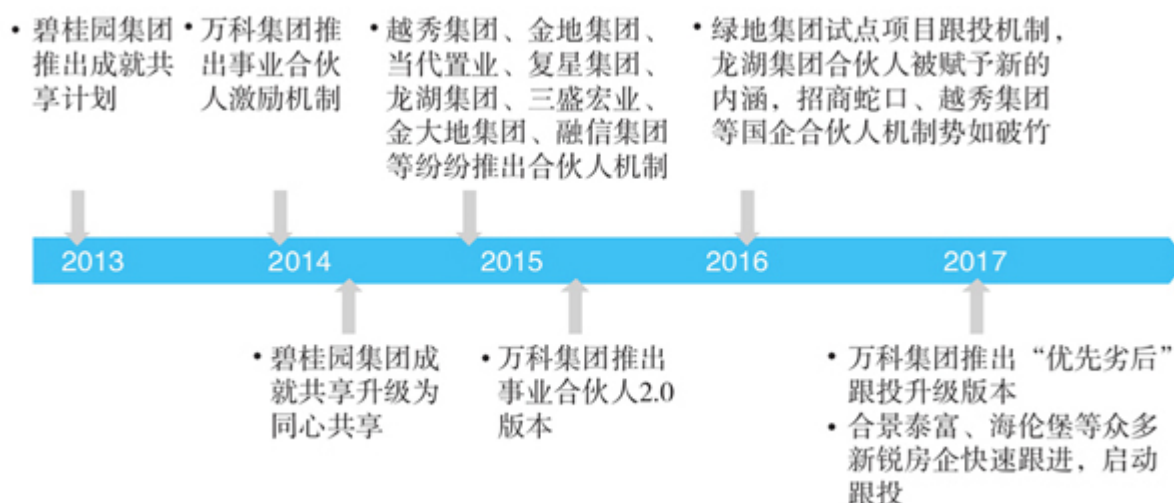 • 碧桂园集团
推出成就共
享计划
• 万科集团推
出事业合伙
人激励机制
• 越秀集团、金地集团、
当代置业、复星集团、
龙湖集团、三盛宏业、
金大地集团、融信集团
等纷纷推出合伙人机制
• 绿地集团试点项目跟投机制，
龙湖集团合伙人被赋予新的
内涵，招商蛇口、越秀集团
等国企合伙人机制势如破竹
2013
2014
2015
2016
2017
• 碧桂园集团成
就共享升级为
同心共享
• 万科集团推出
事业合伙人2.0
版本
• 万科集团推出“优先劣后”
跟投升级版本
• 合景泰富、海伦堡等众多
新锐房企快速跟进，启动
跟投